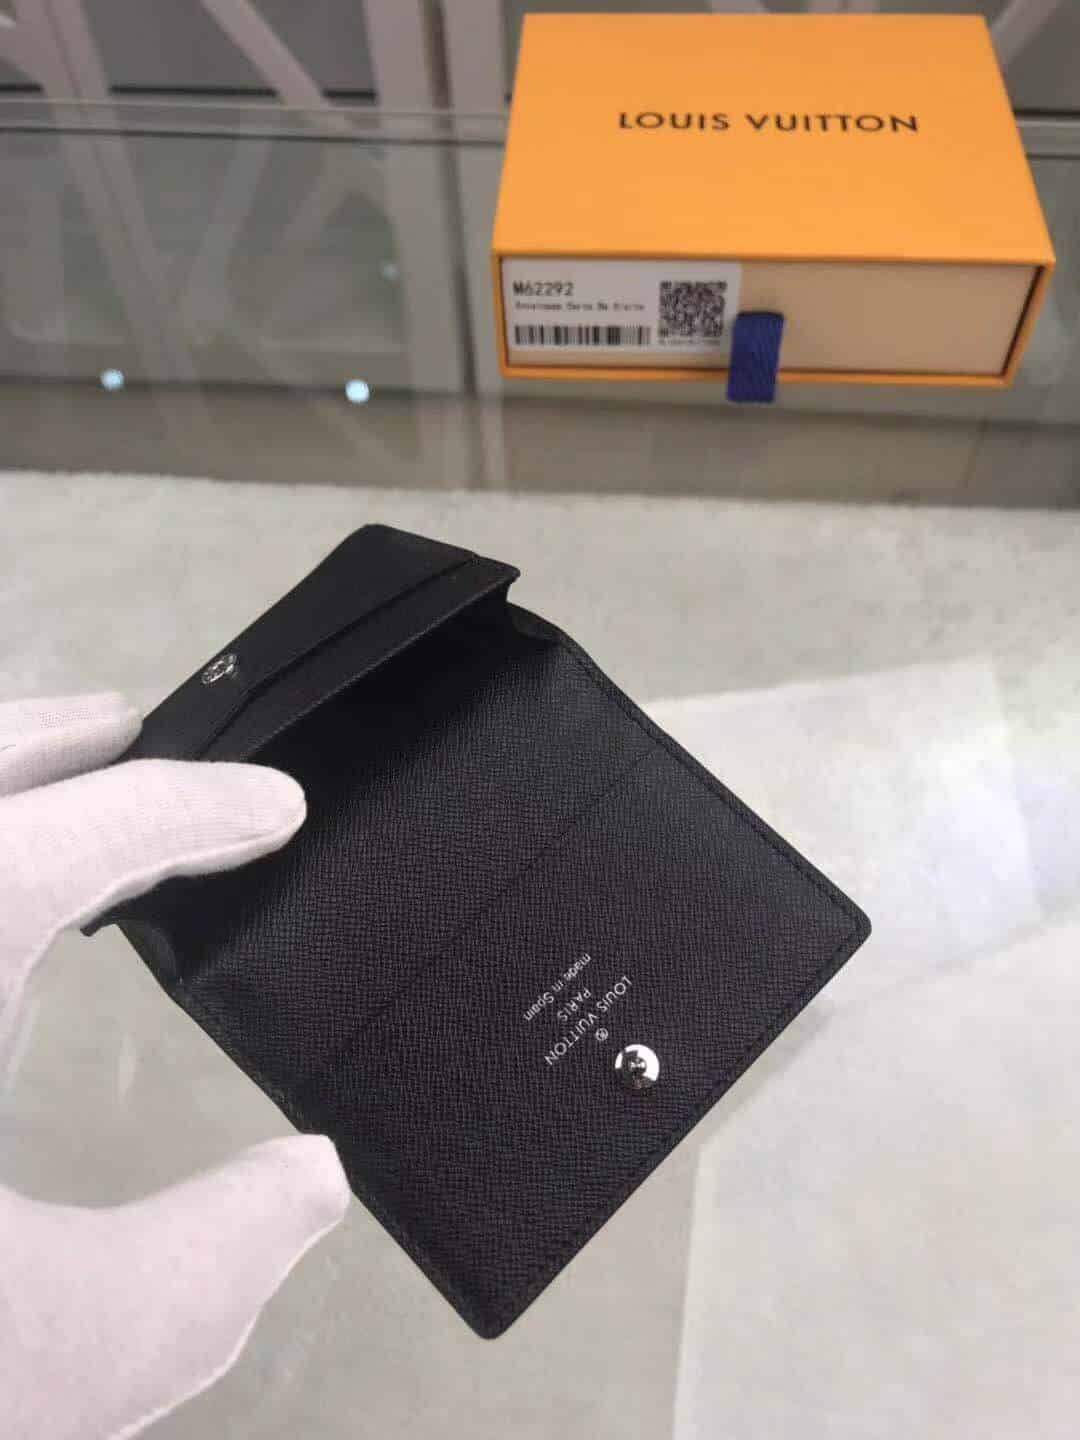 LOUIS VUITTON
M62292
LOUIS VUITTON
®
PARIS
made in Spain